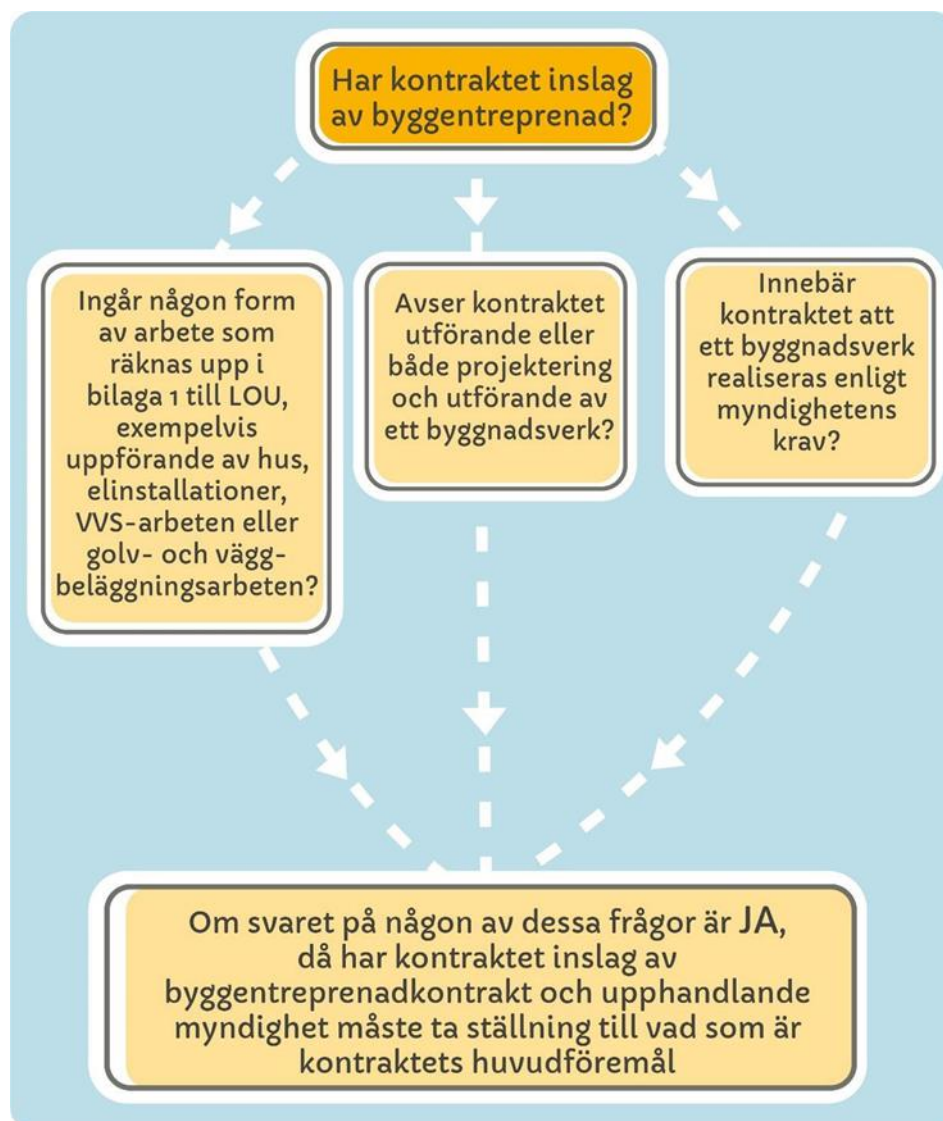 Har kontraktet inslag
av byggentreprenad?
Ingår någon form
av arbete som
räknas upp i
bilaga 1 till LOU,
exempelvis
uppförande av hus,
elinstallationer,
VVS-arbeten eller
golv- och vägg-
beläggningsarbeten?
Avser kontraktet
utförande eller
både projektering
och utförande av
ett byggnadsverk?
Innebär
kontraktet att
ett byggnadsverk
realiseras enligt
myndighetens
krav?
Om svaret på någon av dessa frågor är JA,
då har kontraktet inslag av
byggentreprenadkontrakt och upphandlande
myndighet måste ta ställning till vad som är
kontraktets huvudföremål